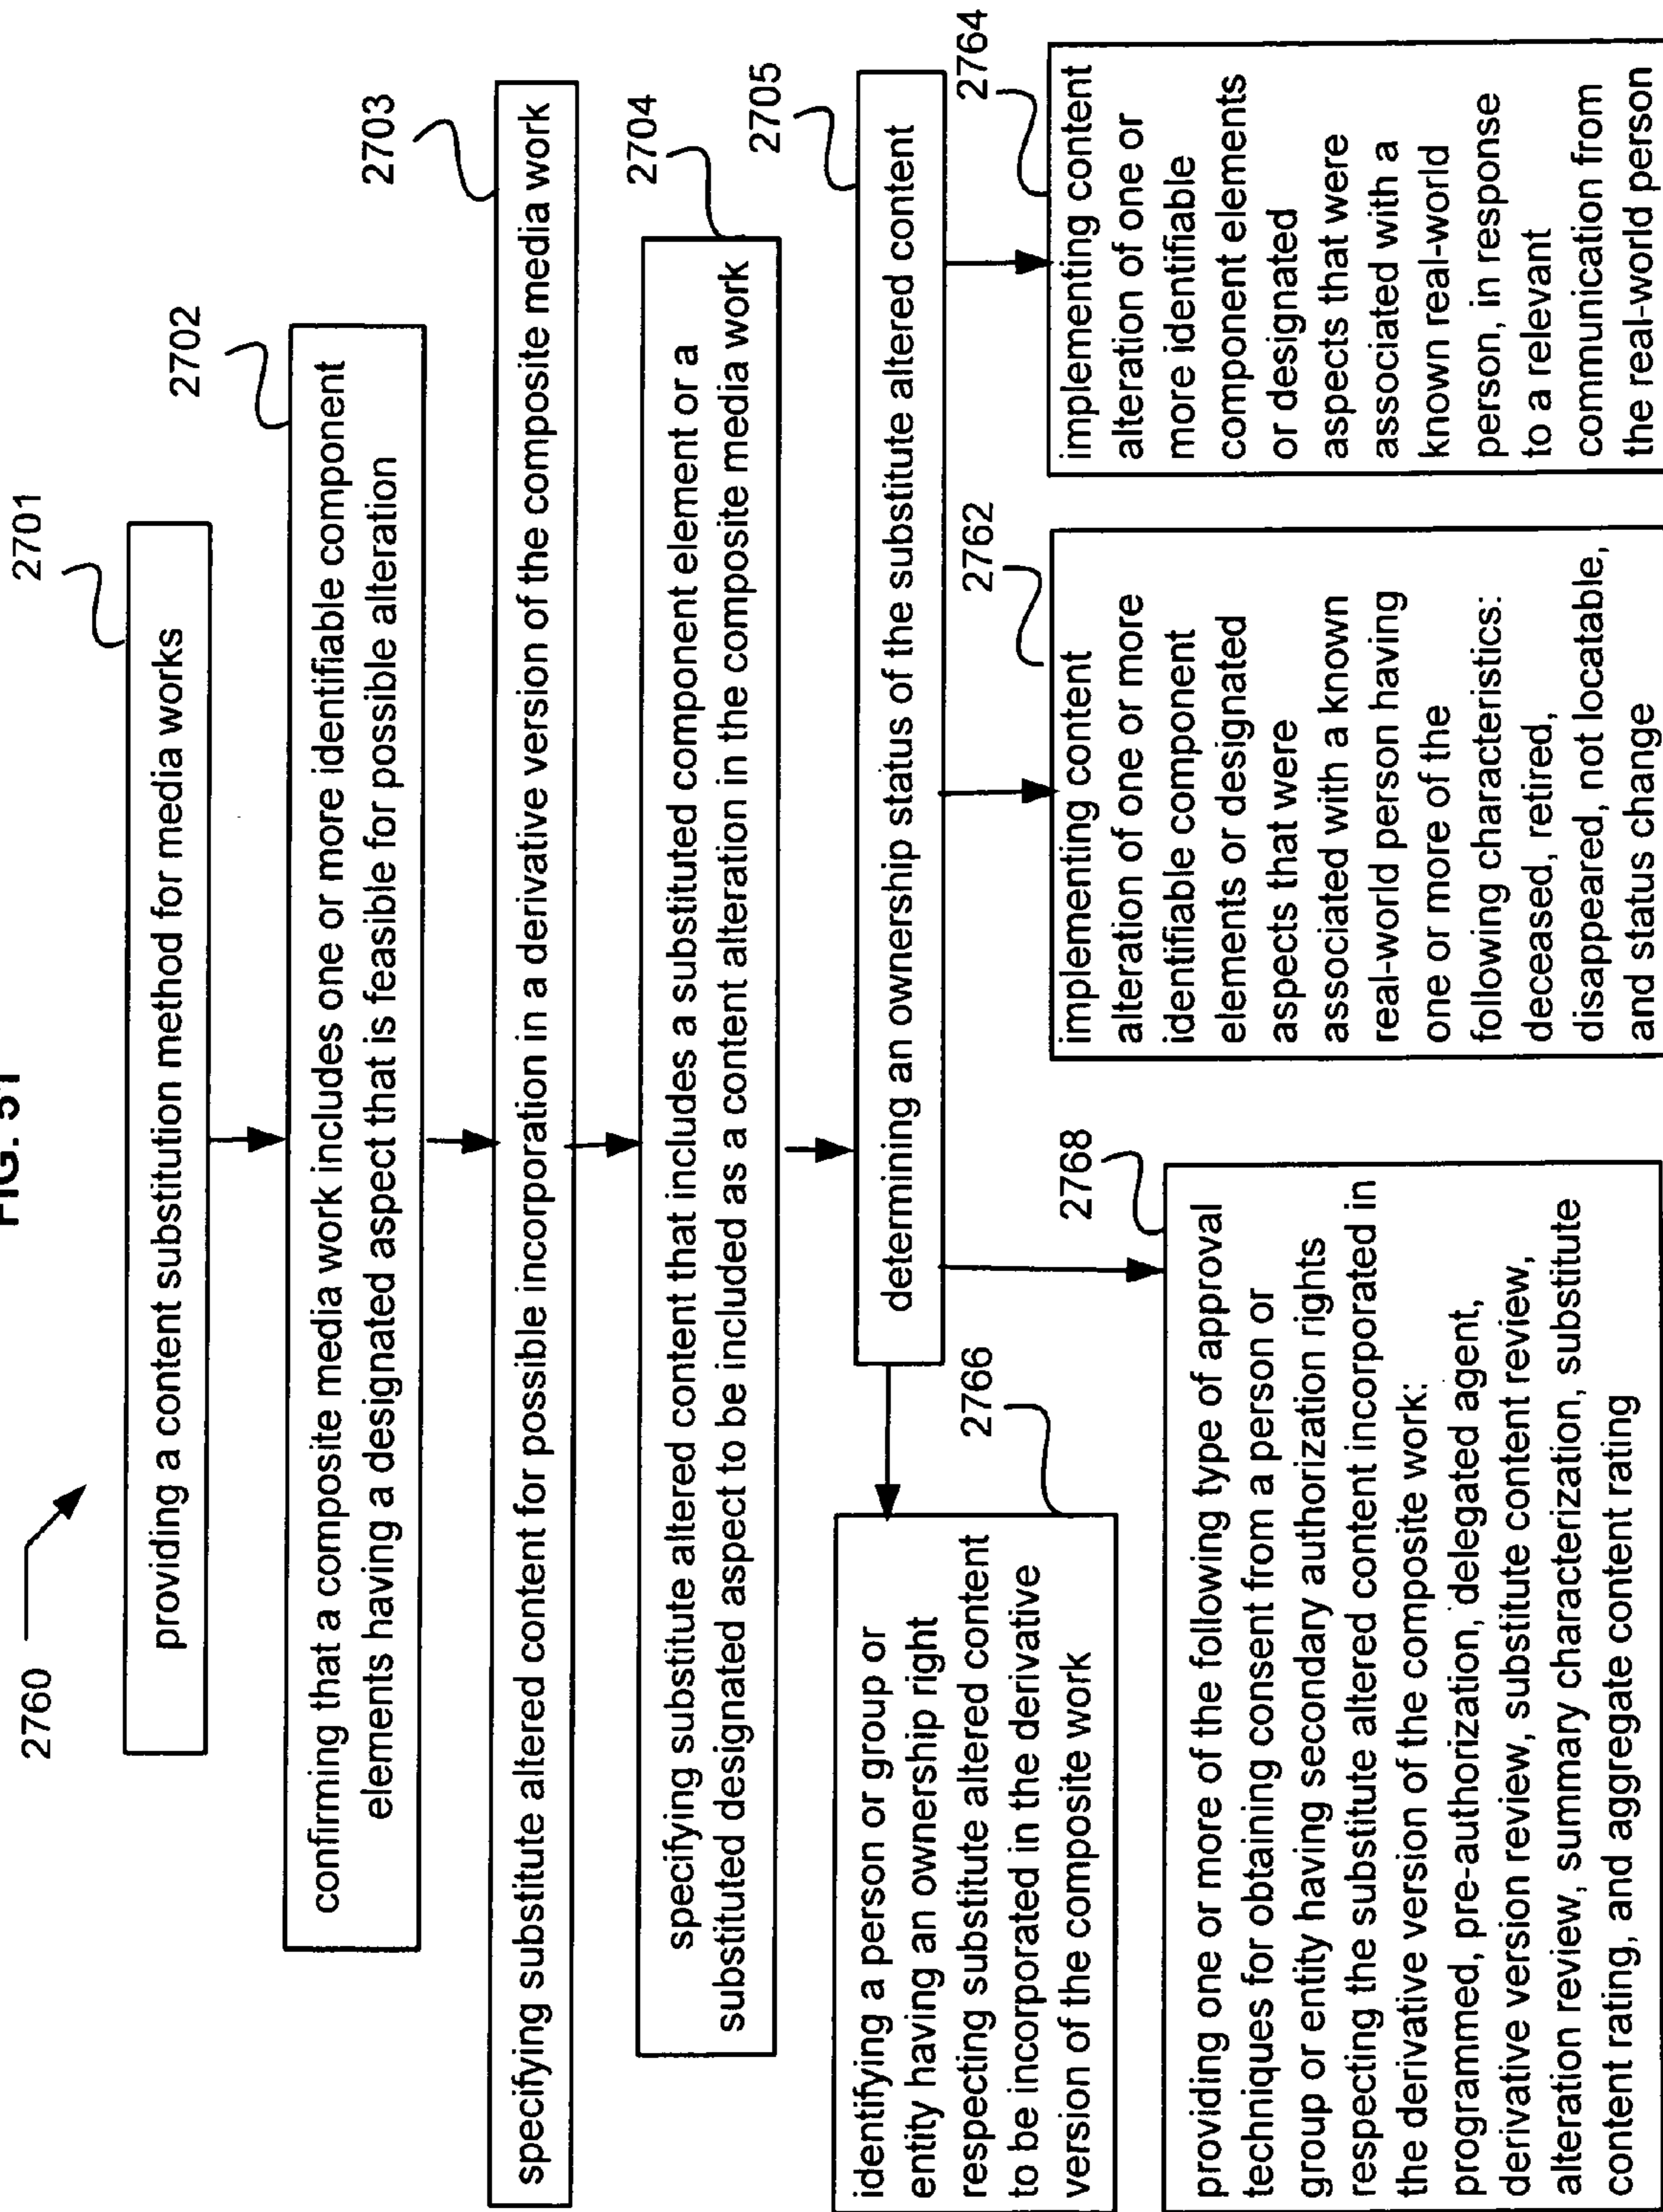 FIG. 51
2760
2701
providing a content substitution method for media works
2702
confirming that a composite media work includes one or more identifiable component
elements having a designated aspect that is feasible for possible alteration
2703
specifying substitute altered content for possible incorporation in a derivative version of the composite media work
2704
specifying substitute altered content that includes a substituted component element or a
substituted designated aspect to be included as a content alteration in the composite media work
2705
determining an ownership status of the substitute altered content
2766
identifying a person or group or
entity having an ownership right
respecting substitute altered content
to be incorporated in the derivative
version of the composite work
2768
providing one or more of the following type of approval
techniques for obtaining consent from a person or
group or entity having secondary authorization rights
respecting the substitute altered content incorporated in
the derivative version of the composite work:
programmed, pre-authorization, delegated agent,
derivative version review, substitute content review,
alteration review, summary characterization, substitute
content rating, and aggregate content rating
2762
implementing content
alteration of one or more
identifiable component
elements or designated
aspects that were
associated with a known
real-world person having
one or more of the
following characteristics:
deceased, retired,
disappeared, not locatable,
and status change
2764
implementing content
alteration of one or
more identifiable
component elements
or designated
aspects that were
associated with a
known real-world
person, in response
to a relevant
communication from
the real-world person